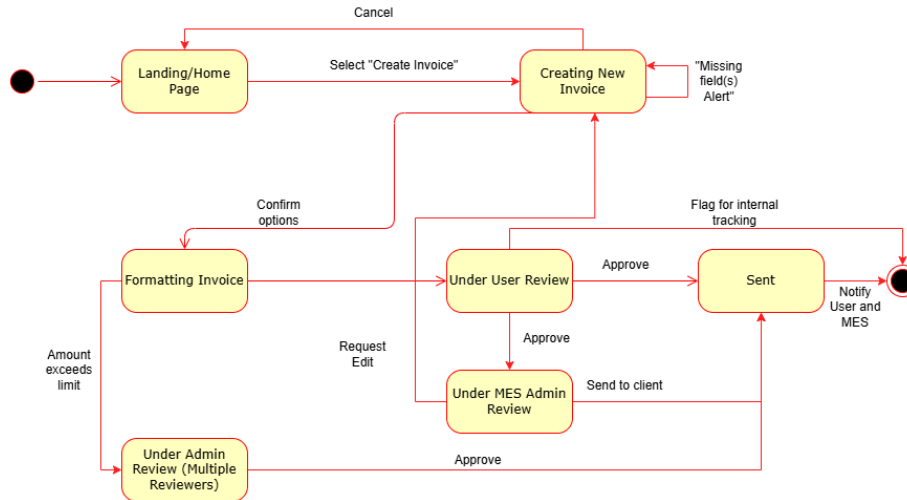 Cancel
Landing/Home
Page
Select "Create Invoice"
Creating New
Invoice
"Missing
field(s)
Alert"
Confirm
options
Flag for internal
tracking
Formatting Invoice
Under User Review
Approve
Sent
Notify
User and
MES
Amount
exceeds
limit
Request
Edit
Approve
Under MES Admin
Review
Send to client
Under Admin
Review (Multiple
Reviewers)
Approve